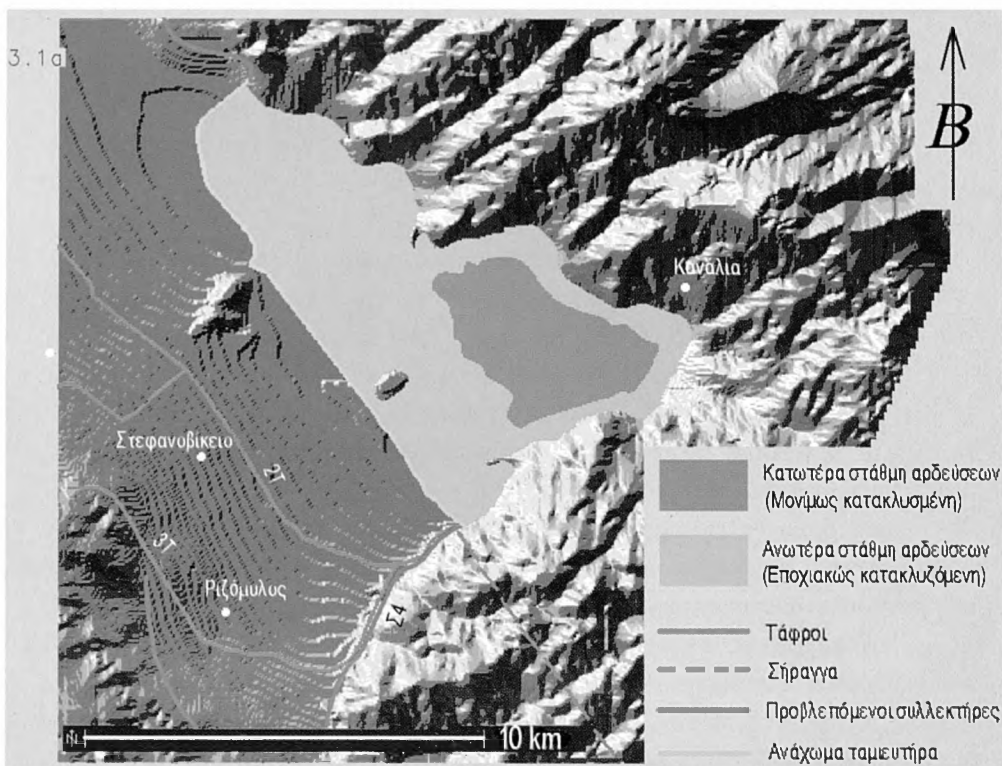 3.1a
B
Κανάλια
Στεφανοβίκειο
2Τ
3Τ
Ριζόμυλος
Σ4
10 km
Κατωτέρα στάθμη αρδεύσεων
(Μονίμως κατακλυσμένη)
Ανωτέρα στάθμη αρδεύσεων
(Εποχιακώς κατακλυζόμενη)
Τάφροι
Σήραγγα
Προβλεπόμενοι συλλεκτήρες
Ανάχωμα ταμιευτήρα